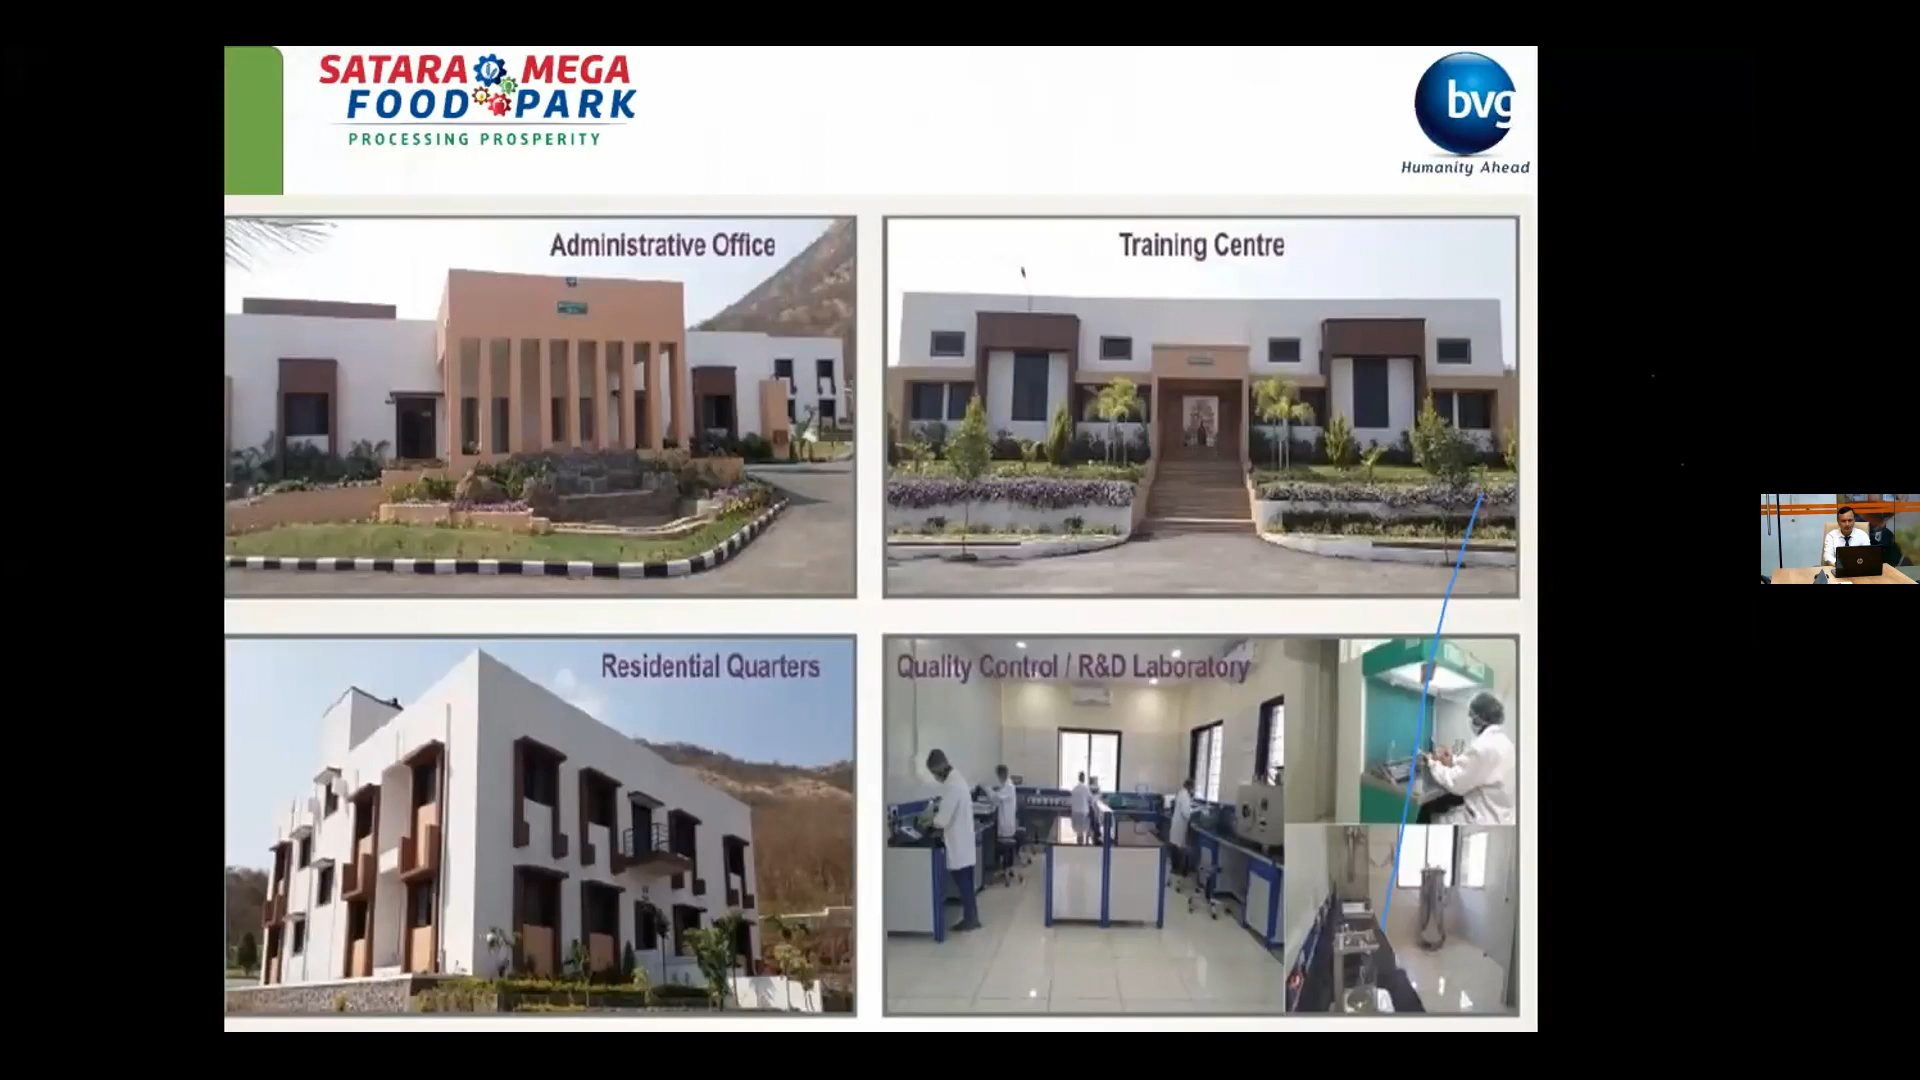 SATARA MEGA
FOOD PARK
PROCESSING PROSPERITY
bvg
Humanity Ahead
Administrative Office
Training Centre
Residential Quarters
Quality Control / R&D Laboratory